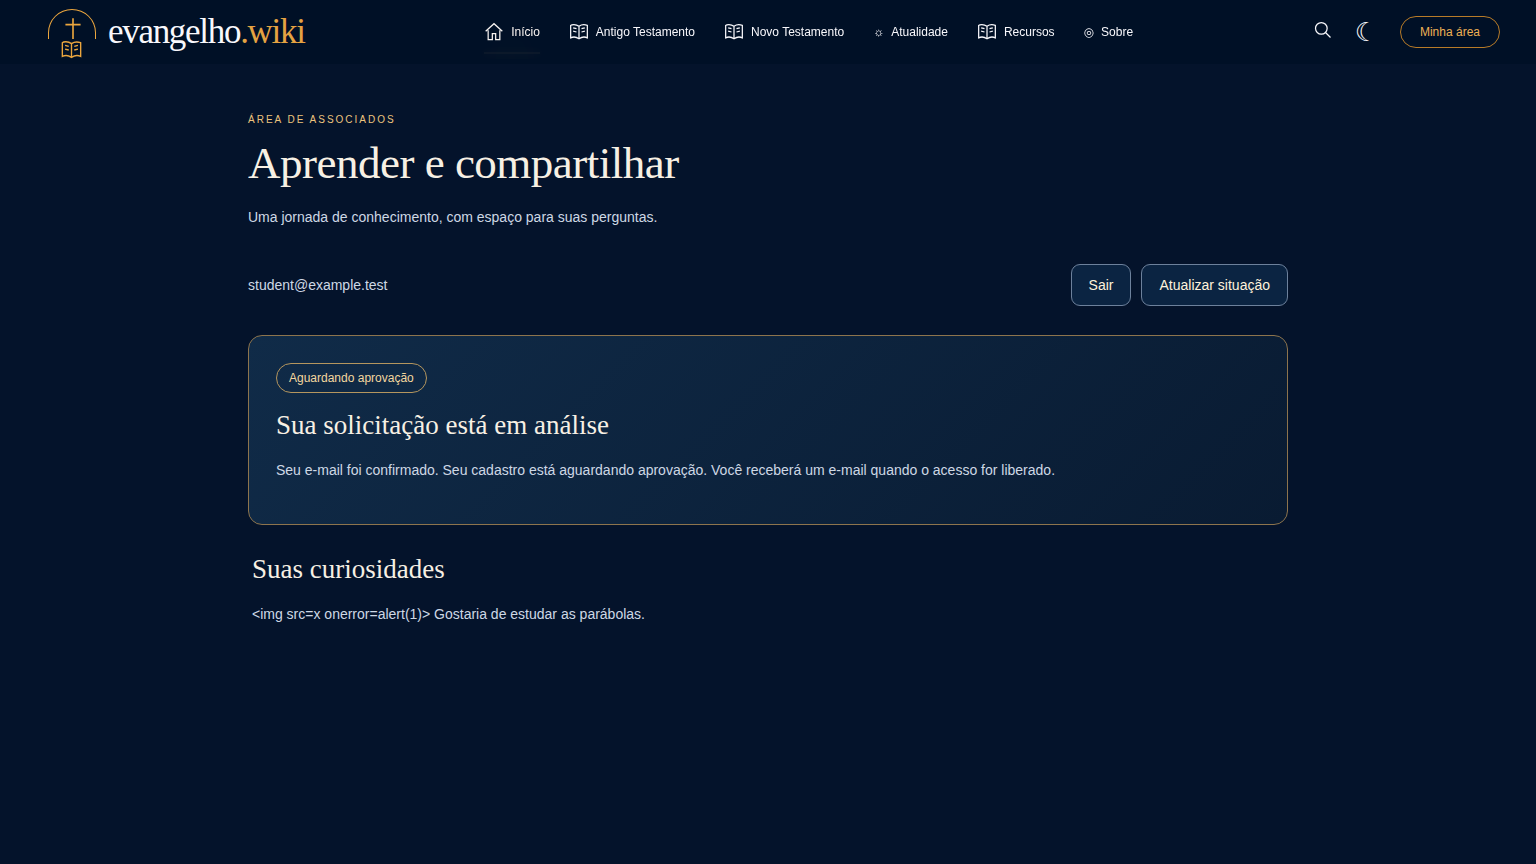 evangelho.wiki
Início
Antigo Testamento
Novo Testamento
Atualidade
Recursos
Sobre
Minha área
ÁREA DE ASSOCIADOS
Aprender e compartilhar
Uma jornada de conhecimento, com espaço para suas perguntas.
student@example.test
Sair
Atualizar situação
Aguardando aprovação
Sua solicitação está em análise
Seu e-mail foi confirmado. Seu cadastro está aguardando aprovação. Você receberá um e-mail quando o acesso for liberado.
Suas curiosidades
<img src=x onerror=alert(1)> Gostaria de estudar as parábolas.